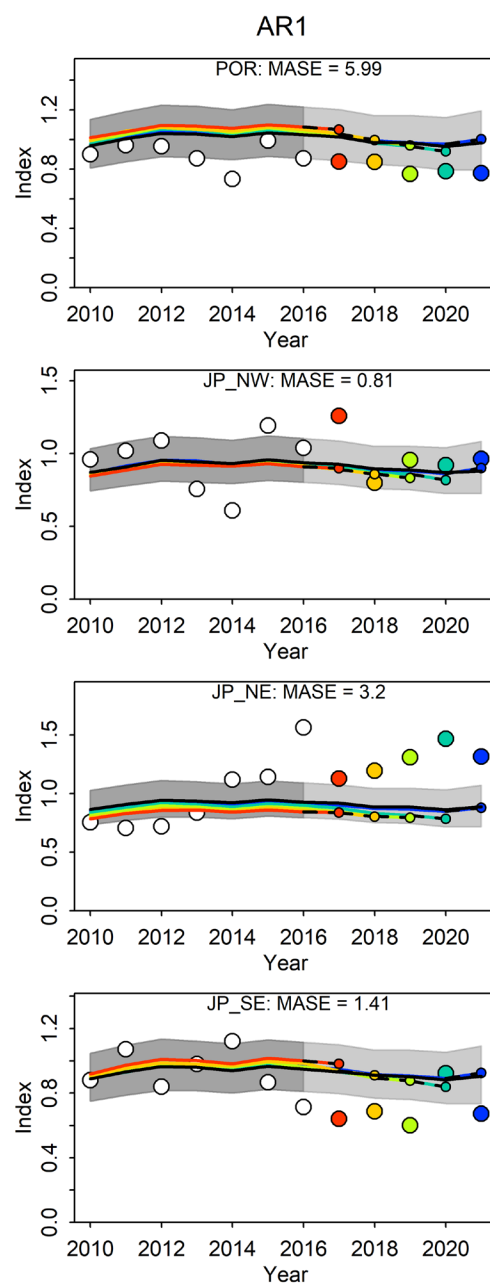 AR1
POR: MASE = 5.99
Index
0.0 0.4 0.8 1.2
2010 2012 2014 2016 2018 2020
Year
JP_NW: MASE = 0.81
Index
0.0 0.5 1.0 1.5
2010 2012 2014 2016 2018 2020
Year
JP_NE: MASE = 3.2
Index
0.0 0.5 1.0 1.5
2010 2012 2014 2016 2018 2020
Year
JP_SE: MASE = 1.41
Index
0.0 0.4 0.8 1.2
2010 2012 2014 2016 2018 2020
Year